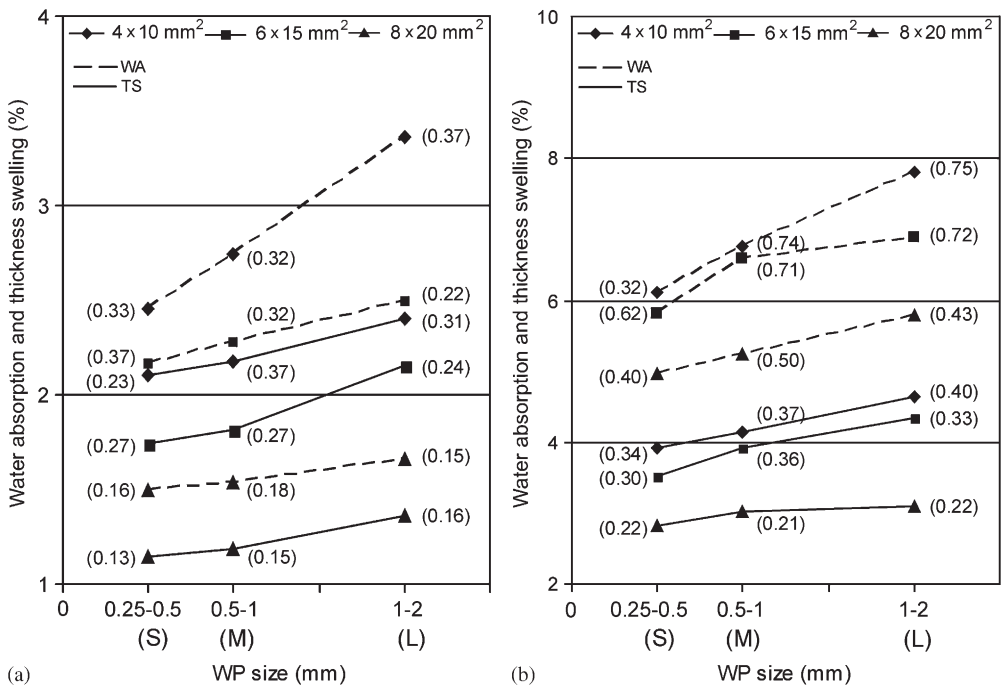 4
4 × 10 mm²
6 × 15 mm²
8 × 20 mm²
WA
TS
Water absorption and thickness swelling (%)
(0.37)
3
(0.32)
(0.33)
(0.37)
(0.32)
(0.22)
(0.23)
(0.37)
(0.31)
2
(0.27)
(0.27)
(0.24)
(0.16)
(0.18)
(0.15)
(0.13)
(0.15)
(0.16)
1
0 0.25-0.5 0.5-1 1-2
(S) (M) (L)
(a) WP size (mm)
10
4 × 10 mm²
6 × 15 mm²
8 × 20 mm²
WA
TS
Water absorption and thickness swelling (%)
8
(0.75)
(0.74)
(0.72)
(0.71)
(0.32)
6
(0.62)
(0.43)
(0.50)
(0.40)
(0.40)
(0.37)
(0.33)
4
(0.34)
(0.36)
(0.30)
(0.22)
(0.21)
(0.22)
2
0 0.25-0.5 0.5-1 1-2
(S) (M) (L)
(b) WP size (mm)